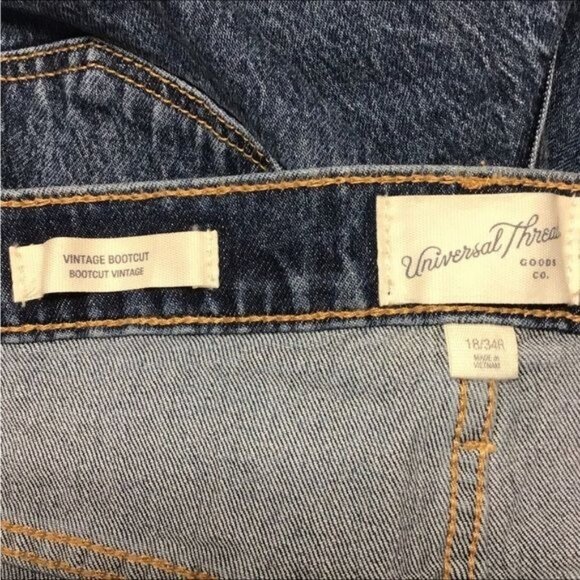 VINTAGE BOOTCUT
BOOTCUT VINTAGE
Universal Thread
GOODS
CO.
18/34R
MADE IN
VIETNAM